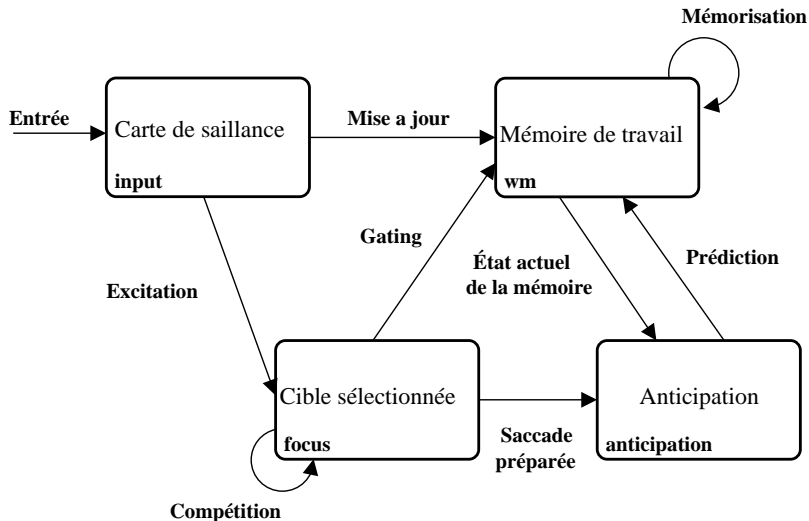 Mémorisation
Entrée
Carte de saillance
input
Mise a jour
Mémoire de travail
wm
Gating
État actuel
de la mémoire
Prédiction
Excitation
Cible sélectionnée
focus
Saccade
préparée
Anticipation
anticipation
Compétition